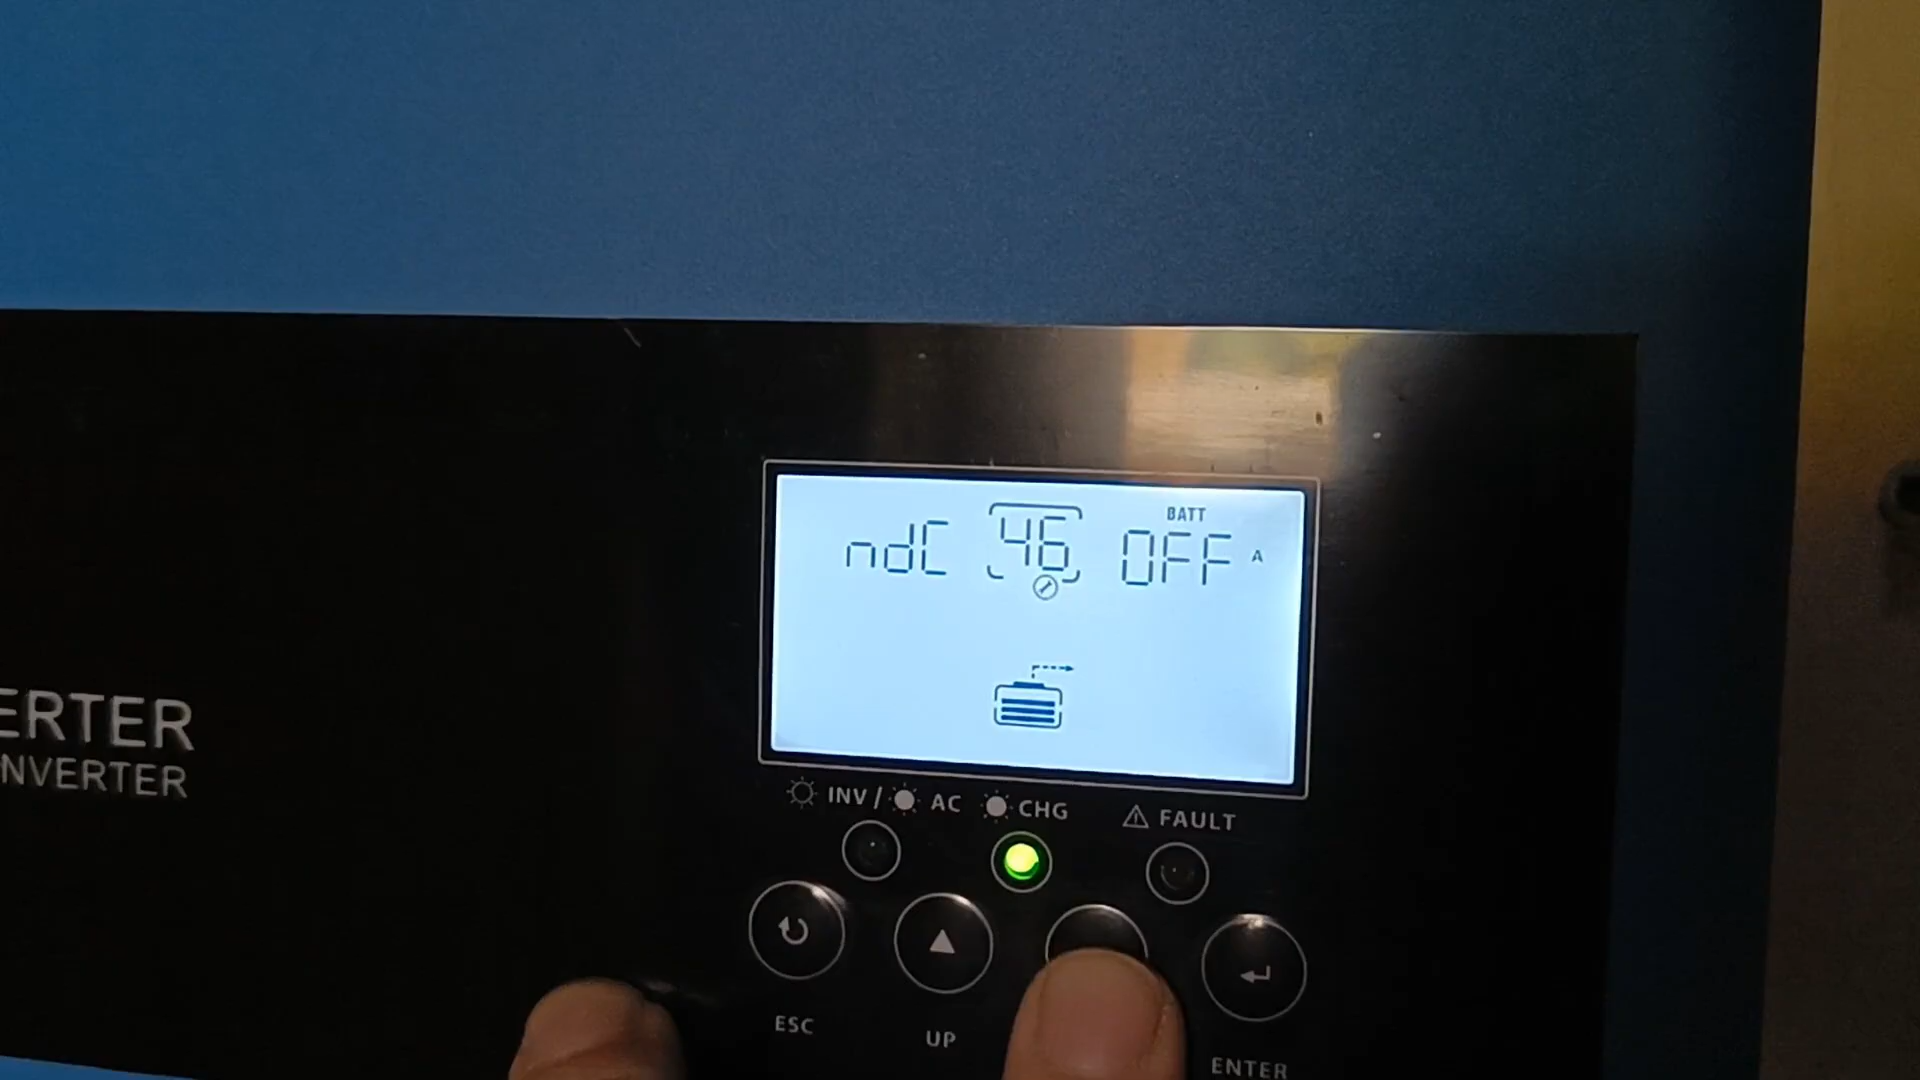 BATT
ndC 46 OFF A
ERTER
NVERTER
INV / AC CHG FAULT
ESC UP ENTER